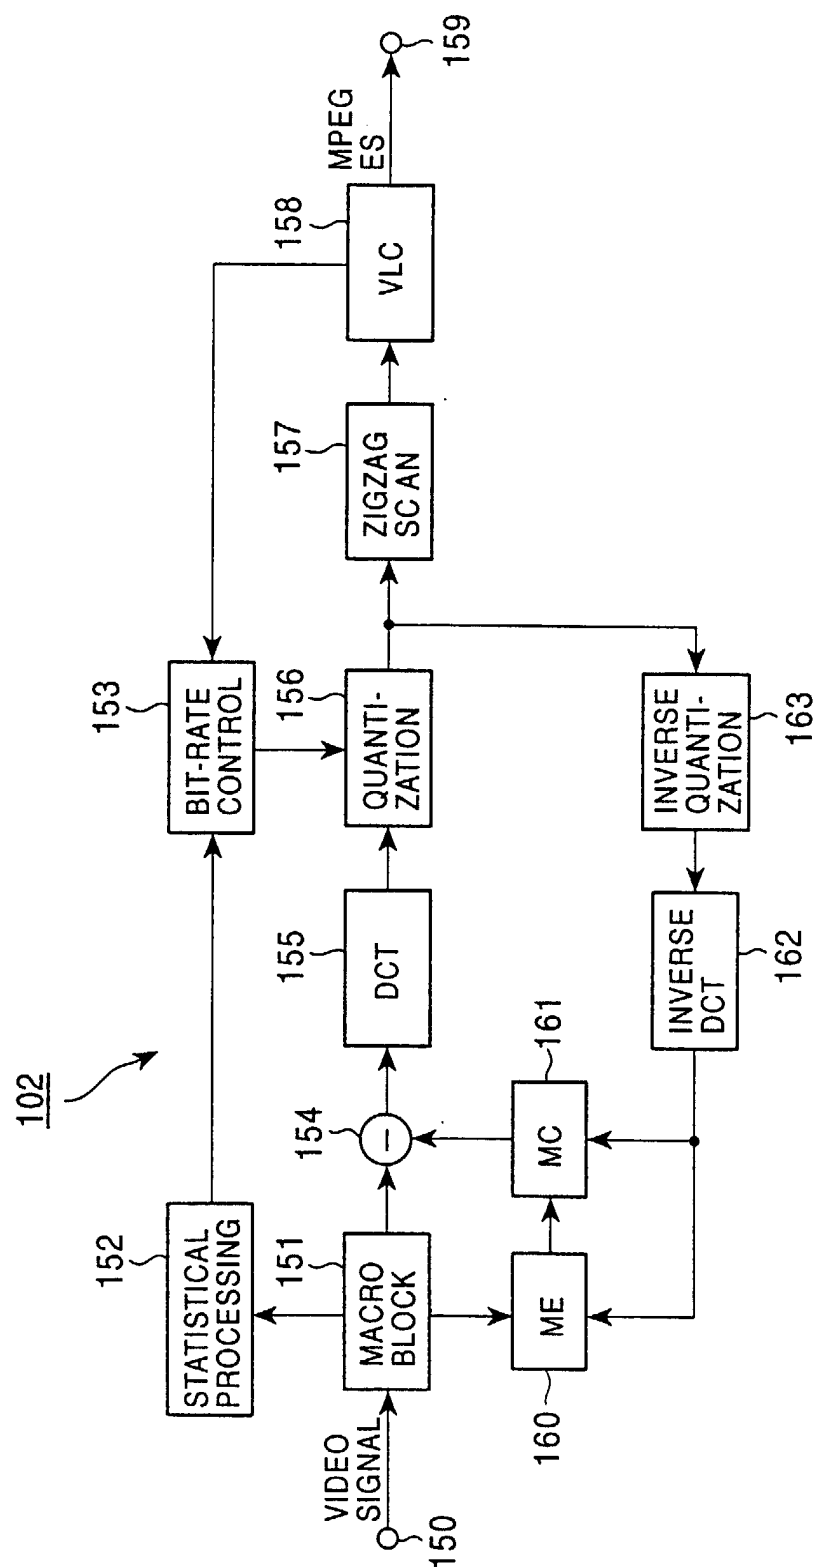 102
152
STATISTICAL
PROCESSING
153
BIT-RATE
CONTROL
150
VIDEO
SIGNAL
151
MACRO
BLOCK
154
−
155
DCT
156
QUANTI-
ZATION
157
ZIGZAG
SC AN
158
VLC
MPEG
ES
159
160
ME
161
MC
162
INVERSE
DCT
163
INVERSE
QUANTI-
ZATION